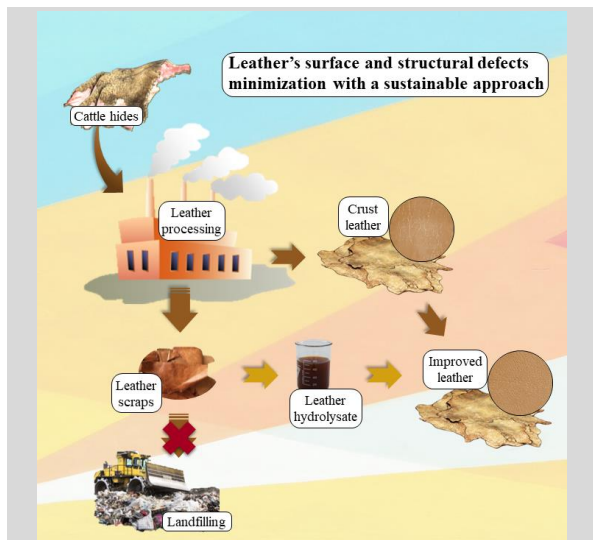 Leather's surface and structural defects
minimization with a sustainable approach
Cattle hides
Leather
processing
Crust
leather
Leather
scraps
Leather
hydrolysate
Improved
leather
Landfilling